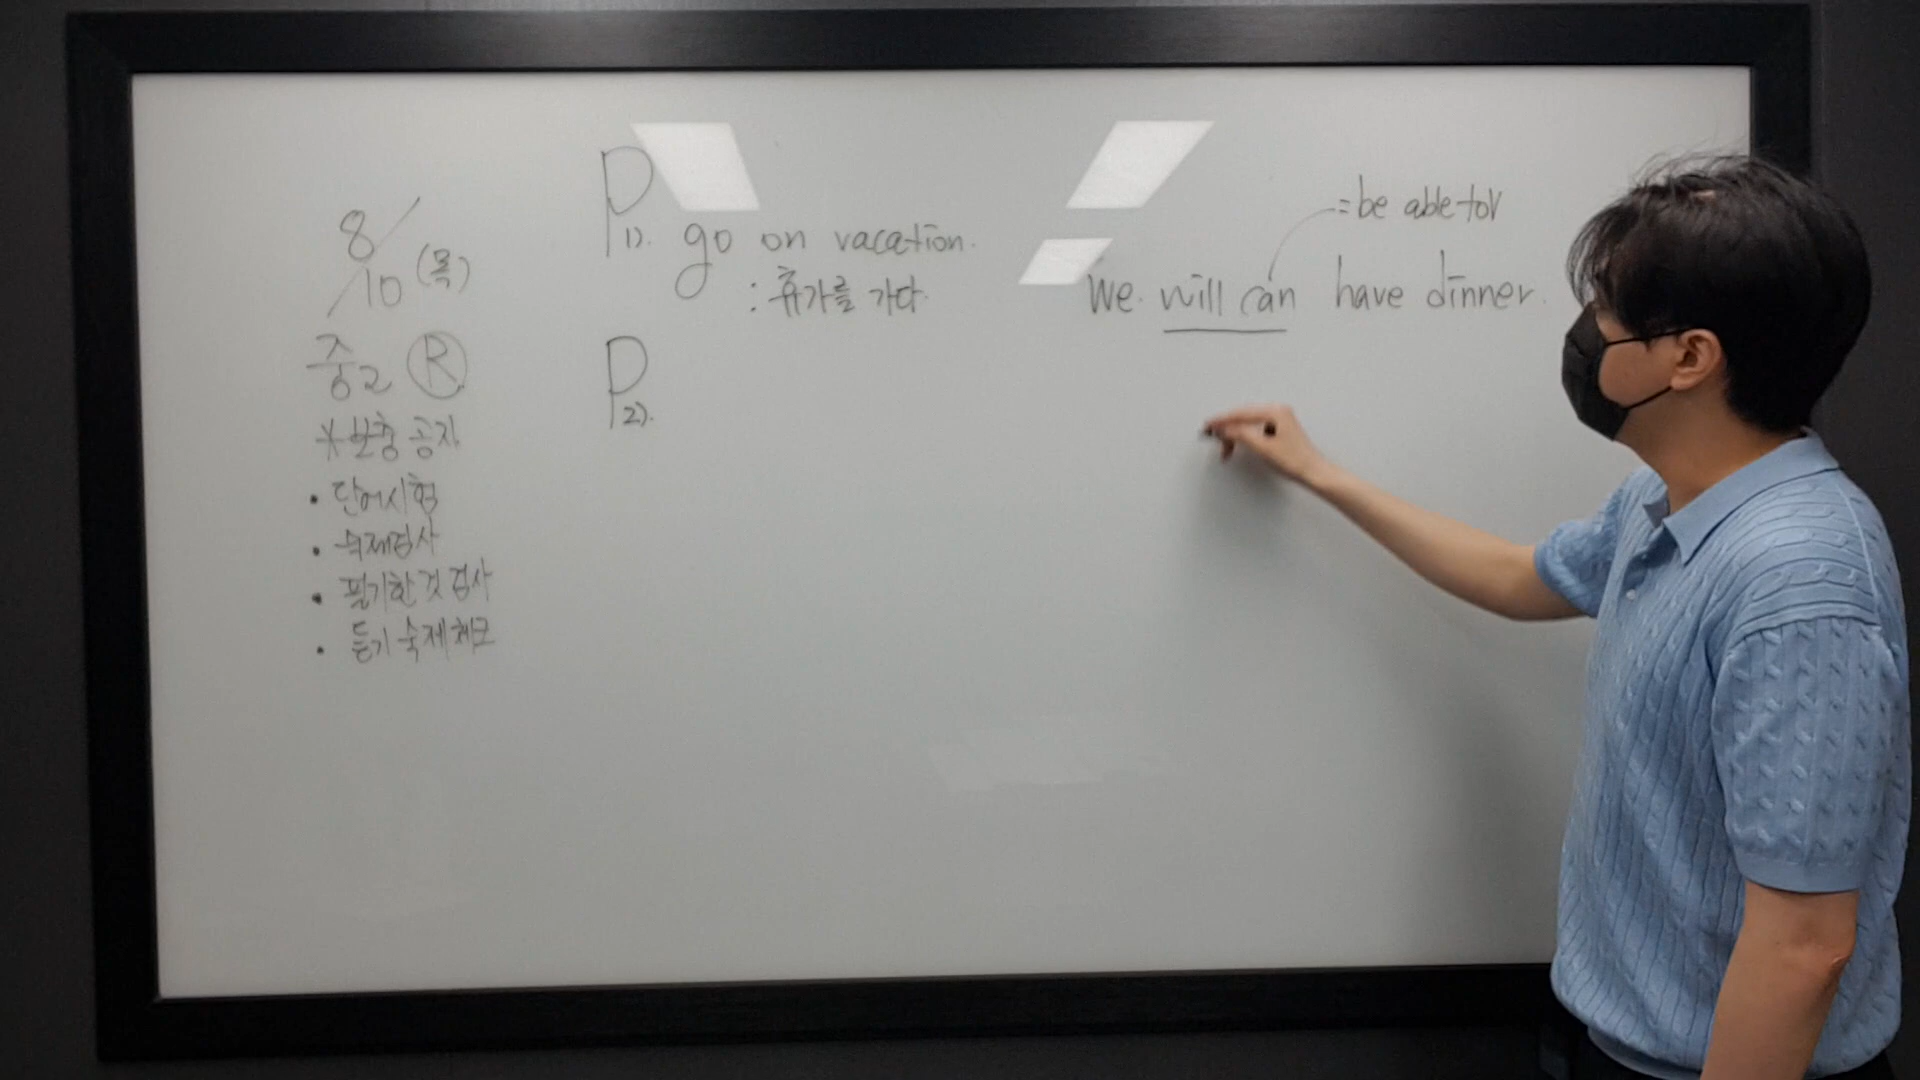 8/10 (목)
중2 Ⓡ
* 보충 공지
• 단어시험
• 숙제검사
• 필기한 것 검사
• 듣기 숙제 체크
P 1). go on vacation.
: 휴가를 가다.
P 2).
= be able to V
We will can have dinner.